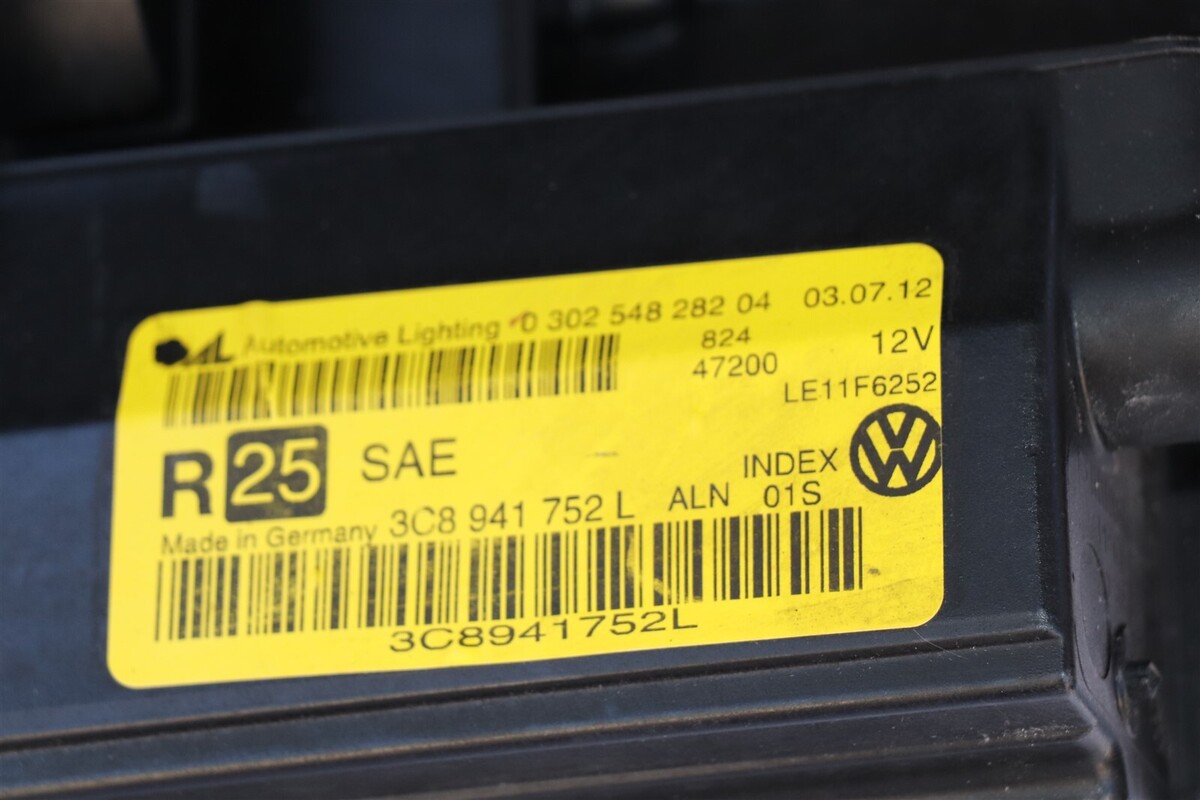 AL Automotive Lighting 0 302 548 282 04 03.07.12
824 12V
47200
LE11F6252
R 25 SAE
INDEX
Made in Germany 3C8 941 752 L ALN 01S
3C8941752L